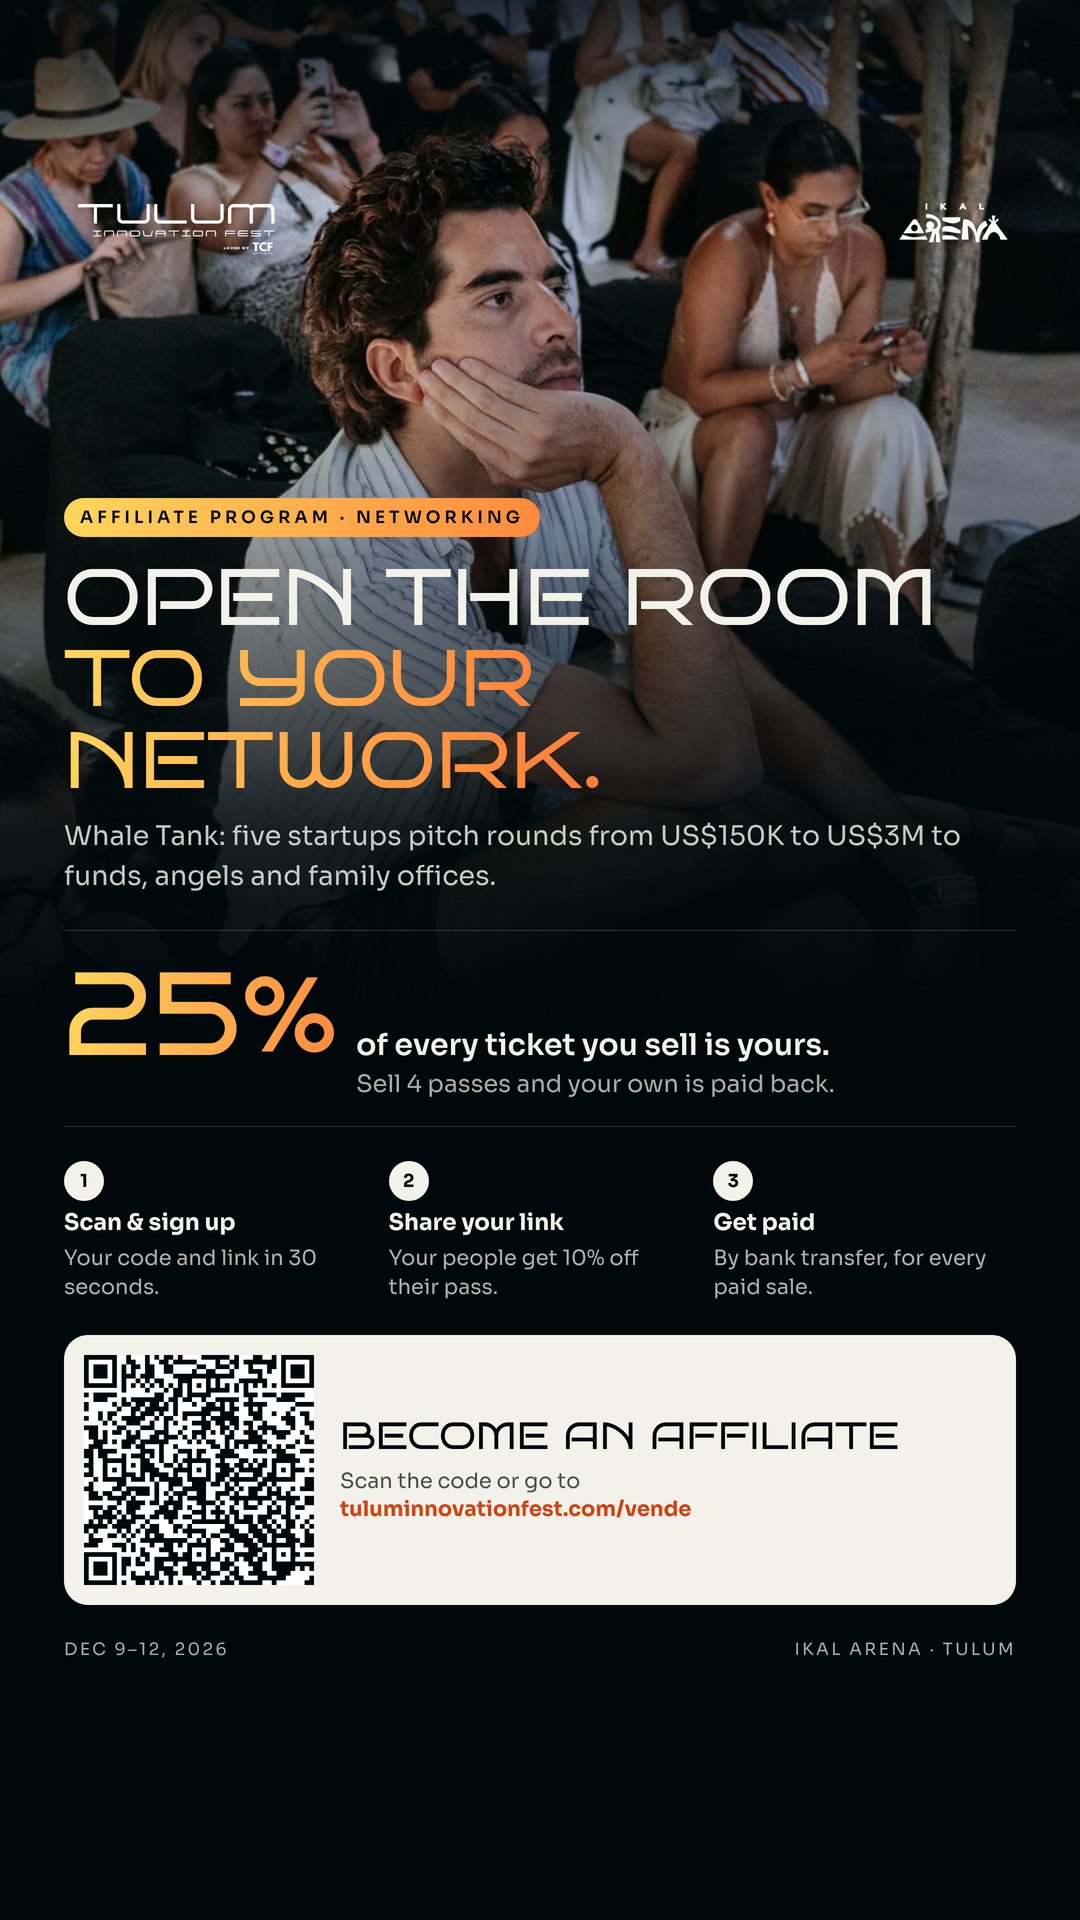 TULUM
INNOVATION FEST
LOVED BY TCF
IKAL
ARENA
AFFILIATE PROGRAM · NETWORKING
OPEN THE ROOM
TO YOUR
NETWORK.
Whale Tank: five startups pitch rounds from US$150K to US$3M to
funds, angels and family offices.
25% of every ticket you sell is yours.
Sell 4 passes and your own is paid back.
1
Scan & sign up
Your code and link in 30
seconds.
2
Share your link
Your people get 10% off
their pass.
3
Get paid
By bank transfer, for every
paid sale.
BECOME AN AFFILIATE
Scan the code or go to
tuluminnovationfest.com/vende
DEC 9–12, 2026
IKAL ARENA · TULUM